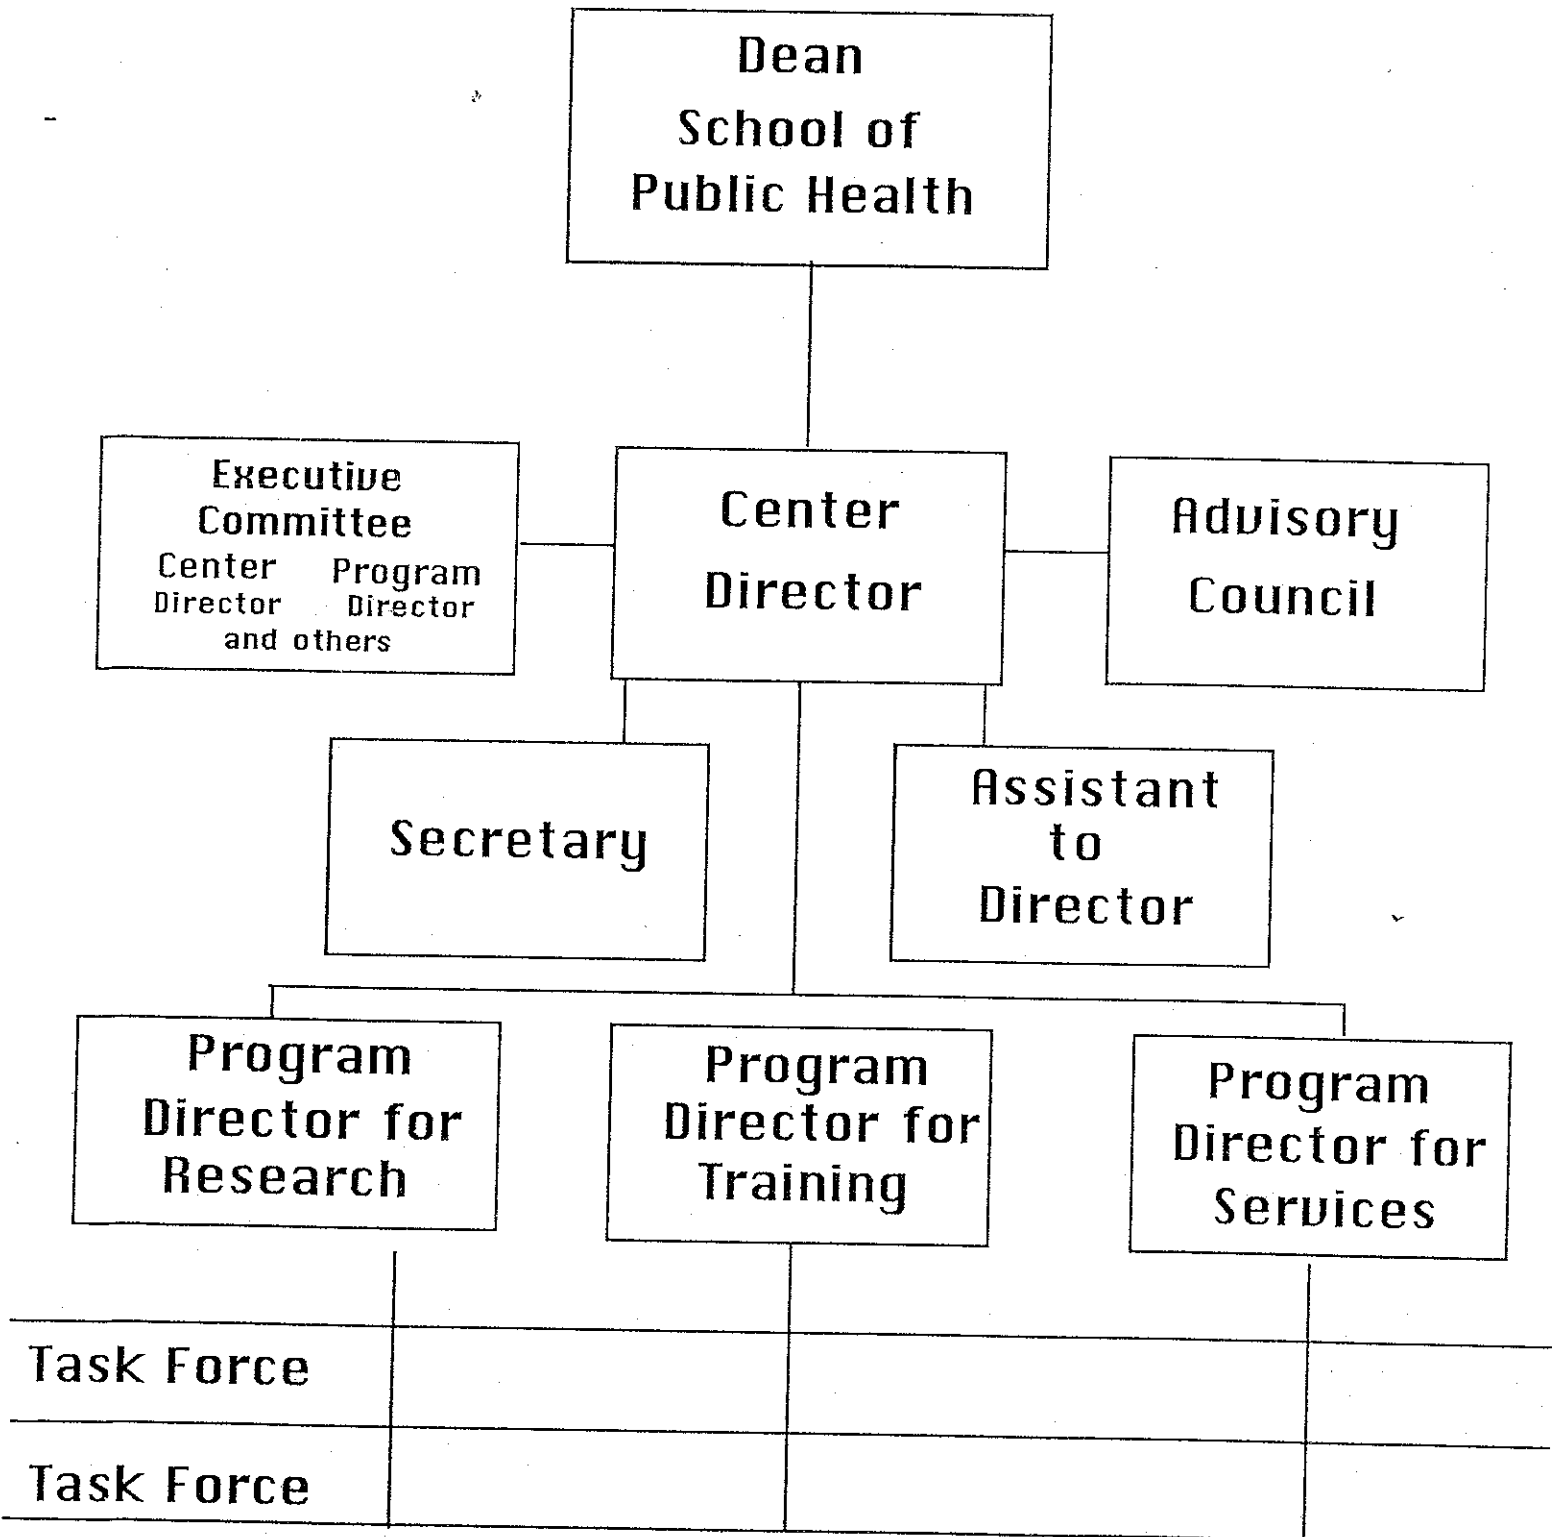 Dean
School of
Public Health
Executive
Committee
Center Program
Director Director
and others
Center
Director
Advisory
Council
Secretary
Assistant
to
Director
Program
Director for
Research
Program
Director for
Training
Program
Director for
Services
Task Force
Task Force